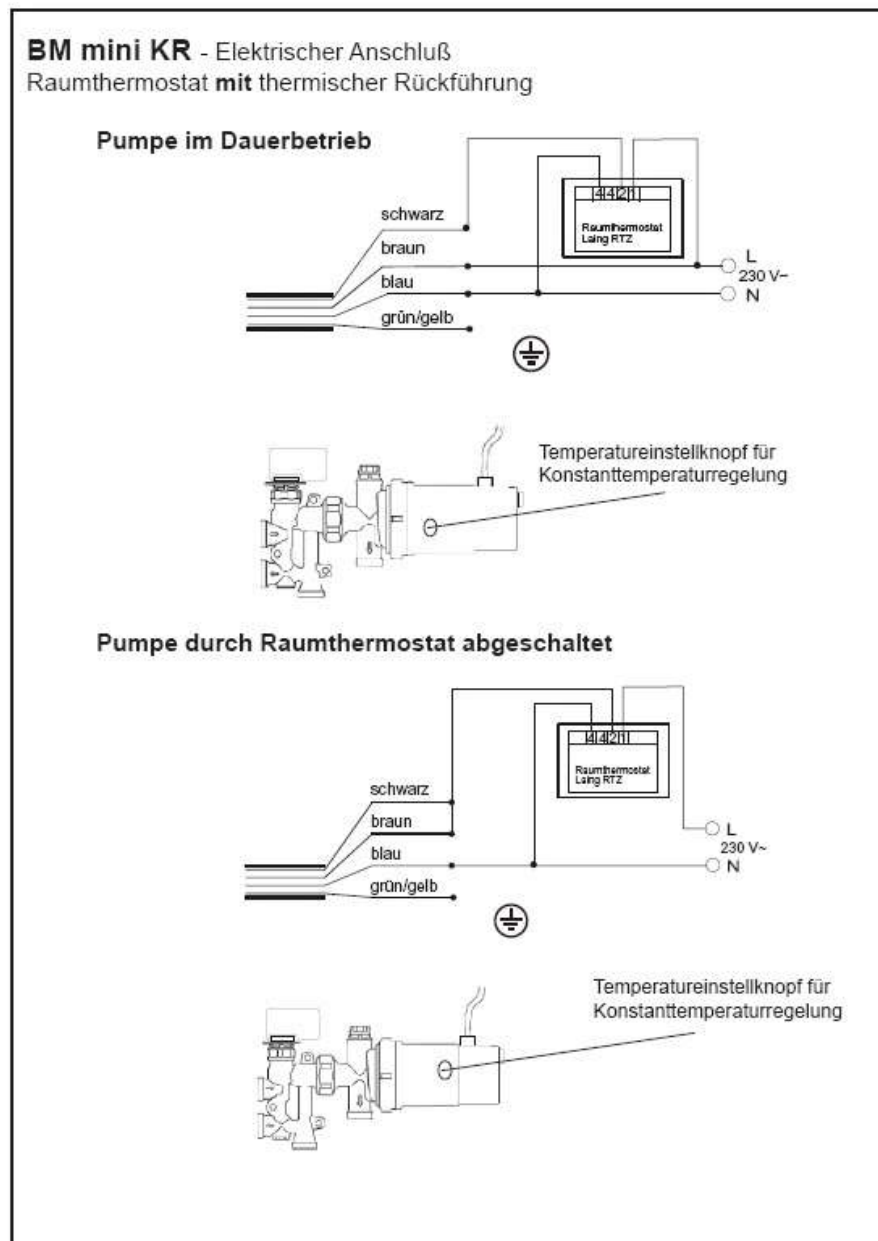 BM mini KR - Elektrischer Anschluß
Raumthermostat mit thermischer Rückführung
Pumpe im Dauerbetrieb
4 4 2 1
Raumthermostat
Laing RTZ
schwarz
braun
blau
grün/gelb
L
230 V~
N
Temperatureinstellknopf für
Konstanttemperaturregelung
Pumpe durch Raumthermostat abgeschaltet
4 4 2 1
Raumthermostat
Laing RTZ
schwarz
braun
blau
grün/gelb
L
230 V~
N
Temperatureinstellknopf für
Konstanttemperaturregelung